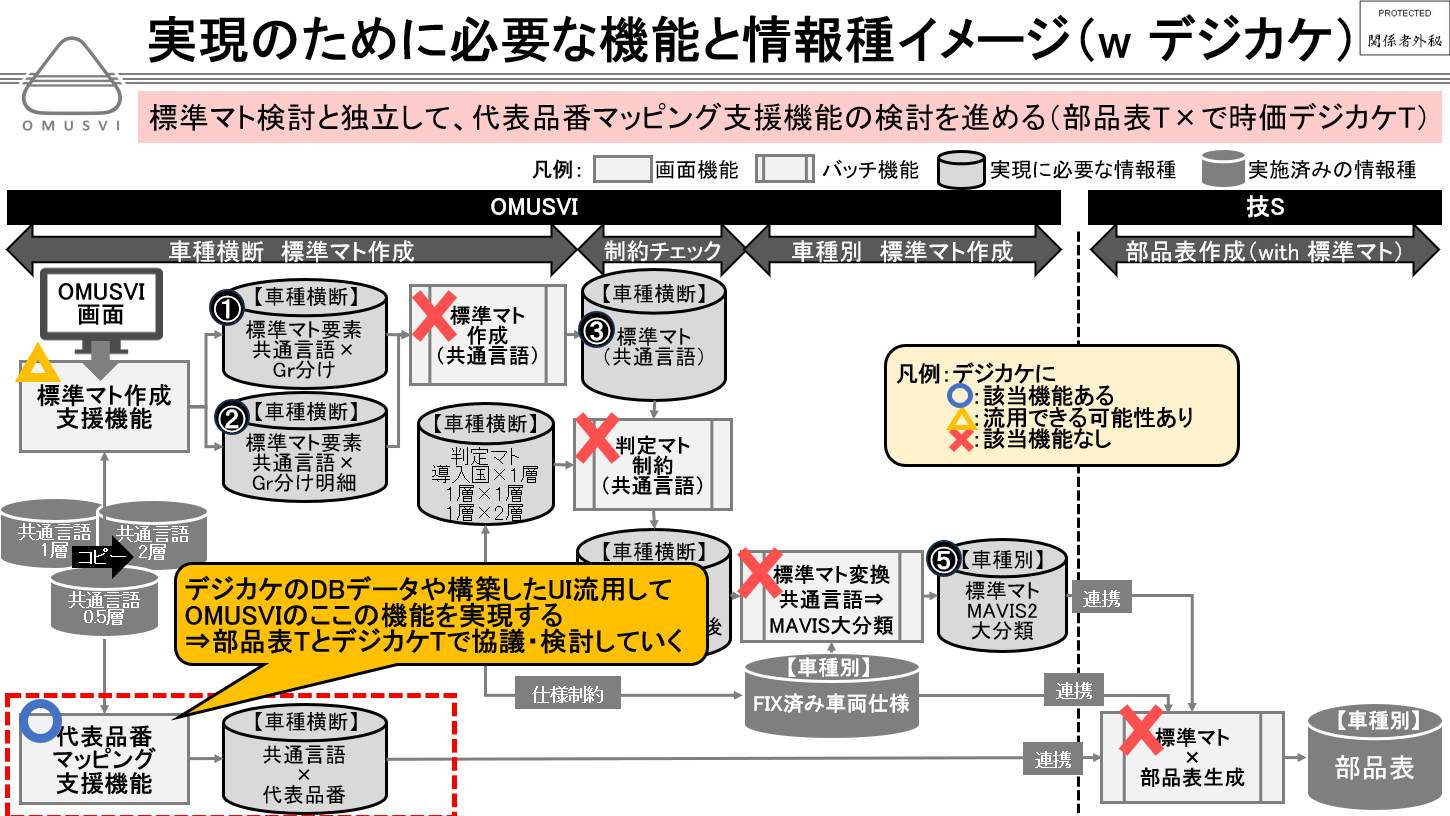 実現のために必要な機能と情報種イメージ（w デジカケ）
PROTECTED
関係者外秘
OMUSVI
標準マト検討と独立して、代表品番マッピング支援機能の検討を進める（部品表T×で時価デジカケT）
凡例：
画面機能
バッチ機能
実現に必要な情報種
実施済みの情報種
OMUSVI
技S
車種横断　標準マト作成
制約チェック
車種別　標準マト作成
部品表作成（with 標準マト）
OMUSVI
画面
標準マト作成
支援機能
①
【車種横断】
標準マト要素
共通言語×
Gr分け
②
【車種横断】
標準マト要素
共通言語×
Gr分け明細
標準マト
作成
（共通言語）
③
【車種横断】
標準マト
（共通言語）
【車種横断】
判定マト
導入国×1層
1層×1層
1層×2層
判定マト
制約
（共通言語）
凡例：デジカケに
：該当機能ある
：流用できる可能性あり
：該当機能なし
共通言語
1層
コピー
共通言語
2層
共通言語
0.5層
デジカケのDBデータや構築したUI流用して
OMUSVIのここの機能を実現する
⇒部品表TとデジカケTで協議・検討していく
【車種横断】
後
標準マト変換
共通言語⇒
MAVIS大分類
⑤
【車種別】
標準マト
MAVIS2
大分類
連携
仕様制約
【車種別】
FIX済み車両仕様
連携
代表品番
マッピング
支援機能
【車種横断】
共通言語
×
代表品番
連携
標準マト
×
部品表生成
【車種別】
部品表